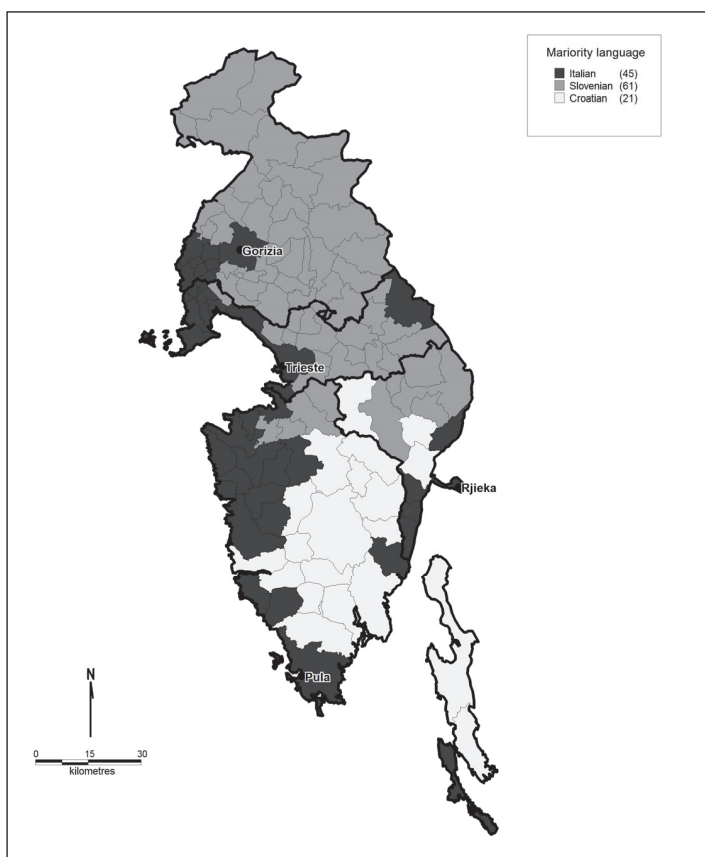 Mariority language
Italian (45)
Slovenian (61)
Croatian (21)
Gorizia
Trieste
Rjieka
Pula
N
0 15 30
kilometres